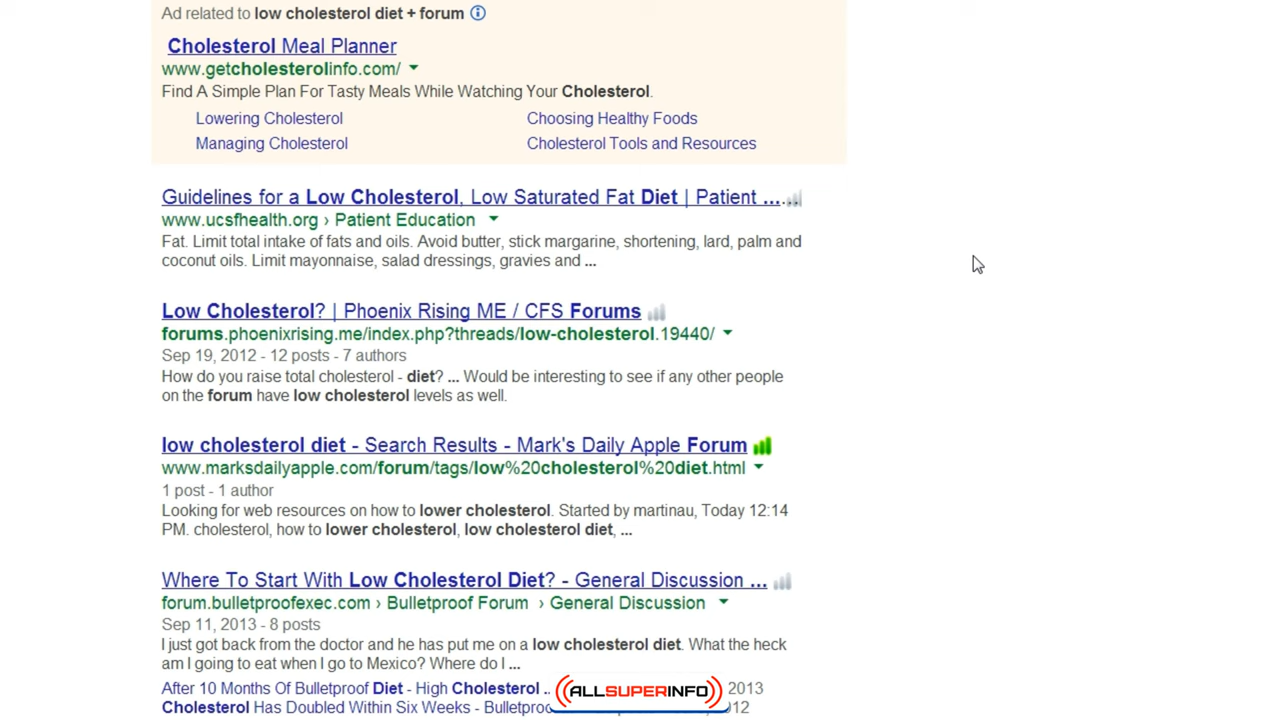 Ad related to low cholesterol diet + forum
Cholesterol Meal Planner
www.getcholesterolinfo.com/
Find A Simple Plan For Tasty Meals While Watching Your Cholesterol.
Lowering Cholesterol Choosing Healthy Foods
Managing Cholesterol Cholesterol Tools and Resources
Guidelines for a Low Cholesterol, Low Saturated Fat Diet | Patient ...
www.ucsfhealth.org › Patient Education
Fat. Limit total intake of fats and oils. Avoid butter, stick margarine, shortening, lard, palm and
coconut oils. Limit mayonnaise, salad dressings, gravies and ...
Low Cholesterol? | Phoenix Rising ME / CFS Forums
forums.phoenixrising.me/index.php?threads/low-cholesterol.19440/
Sep 19, 2012 - 12 posts - 7 authors
How do you raise total cholesterol - diet? ... Would be interesting to see if any other people
on the forum have low cholesterol levels as well.
low cholesterol diet - Search Results - Mark's Daily Apple Forum
www.marksdailyapple.com/forum/tags/low%20cholesterol%20diet.html
1 post - 1 author
Looking for web resources on how to lower cholesterol. Started by martinau, Today 12:14
PM. cholesterol, how to lower cholesterol, low cholesterol diet, ...
Where To Start With Low Cholesterol Diet? - General Discussion ...
forum.bulletproofexec.com › Bulletproof Forum › General Discussion
Sep 11, 2013 - 8 posts
I just got back from the doctor and he has put me on a low cholesterol diet. What the heck
am I going to eat when I go to Mexico? Where do I ...
After 10 Months Of Bulletproof Diet - High Cholesterol .. 2013
Cholesterol Has Doubled Within Six Weeks -
ALLSUPERINFO